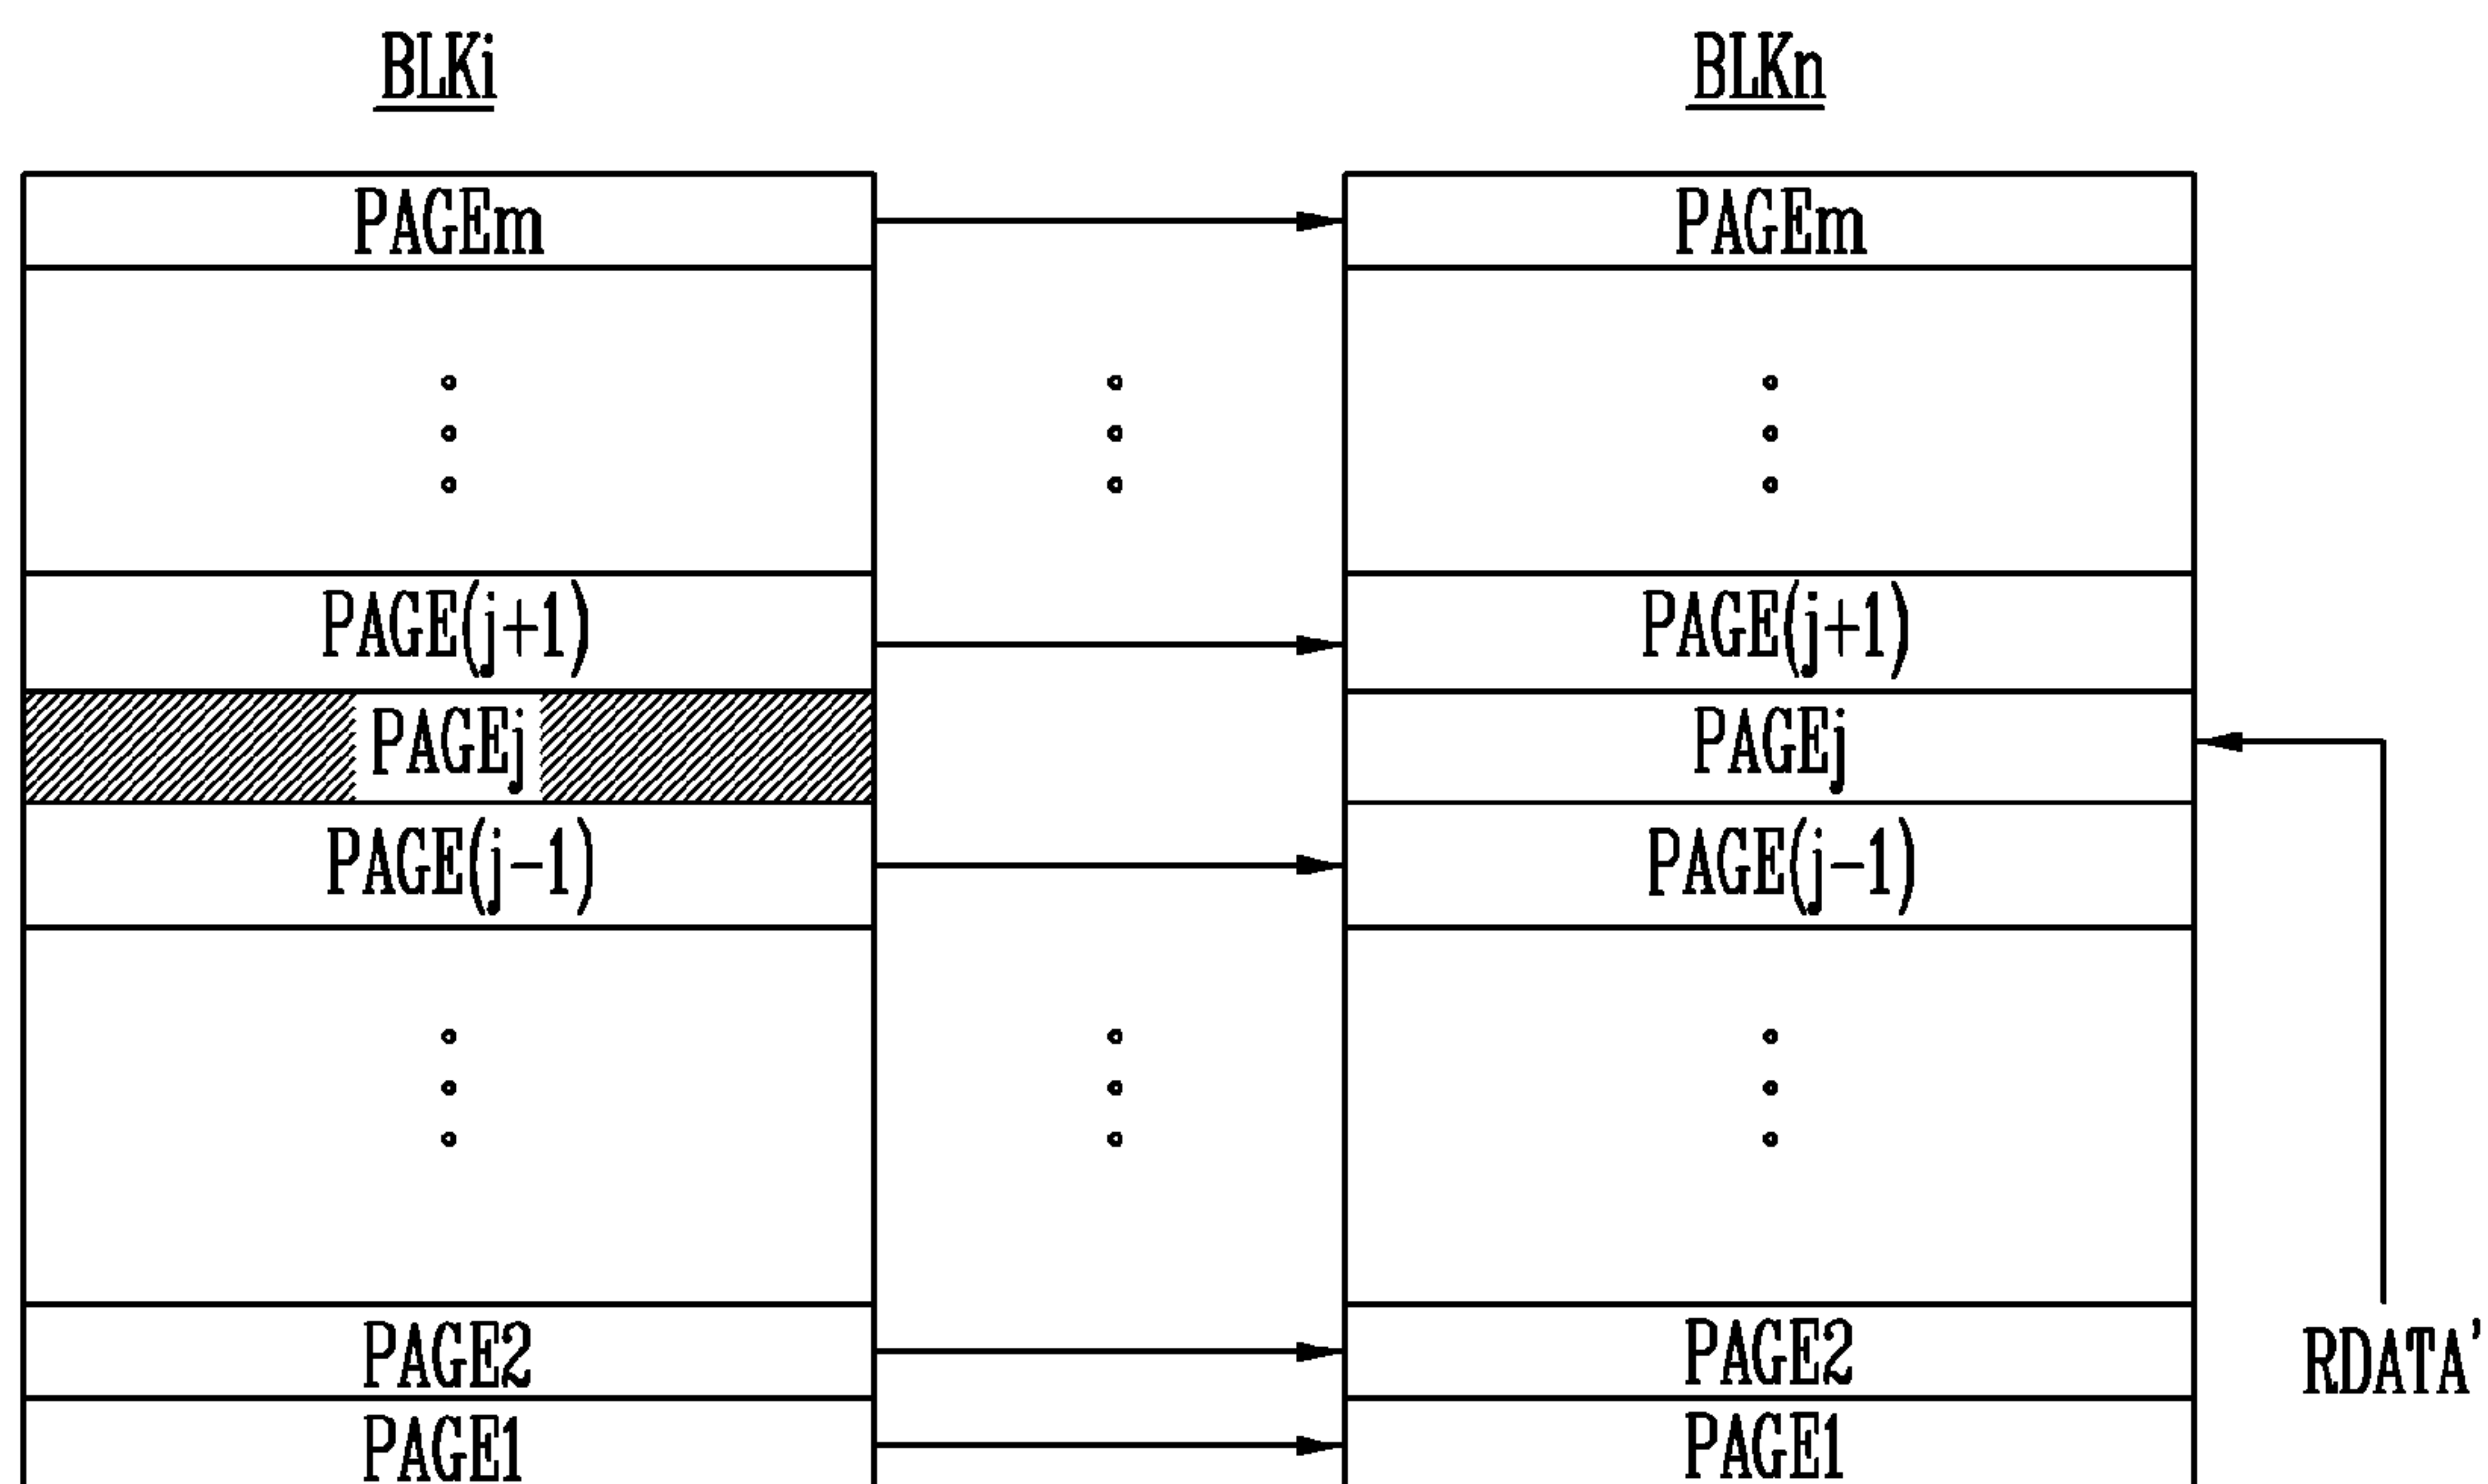 BLKi BLKn
PAGEm PAGEm
PAGE(j+1) PAGE(j+1)
PAGEj PAGEj
PAGE(j-1) PAGE(j-1)
PAGE2 PAGE2
RDATA'
PAGE1 PAGE1